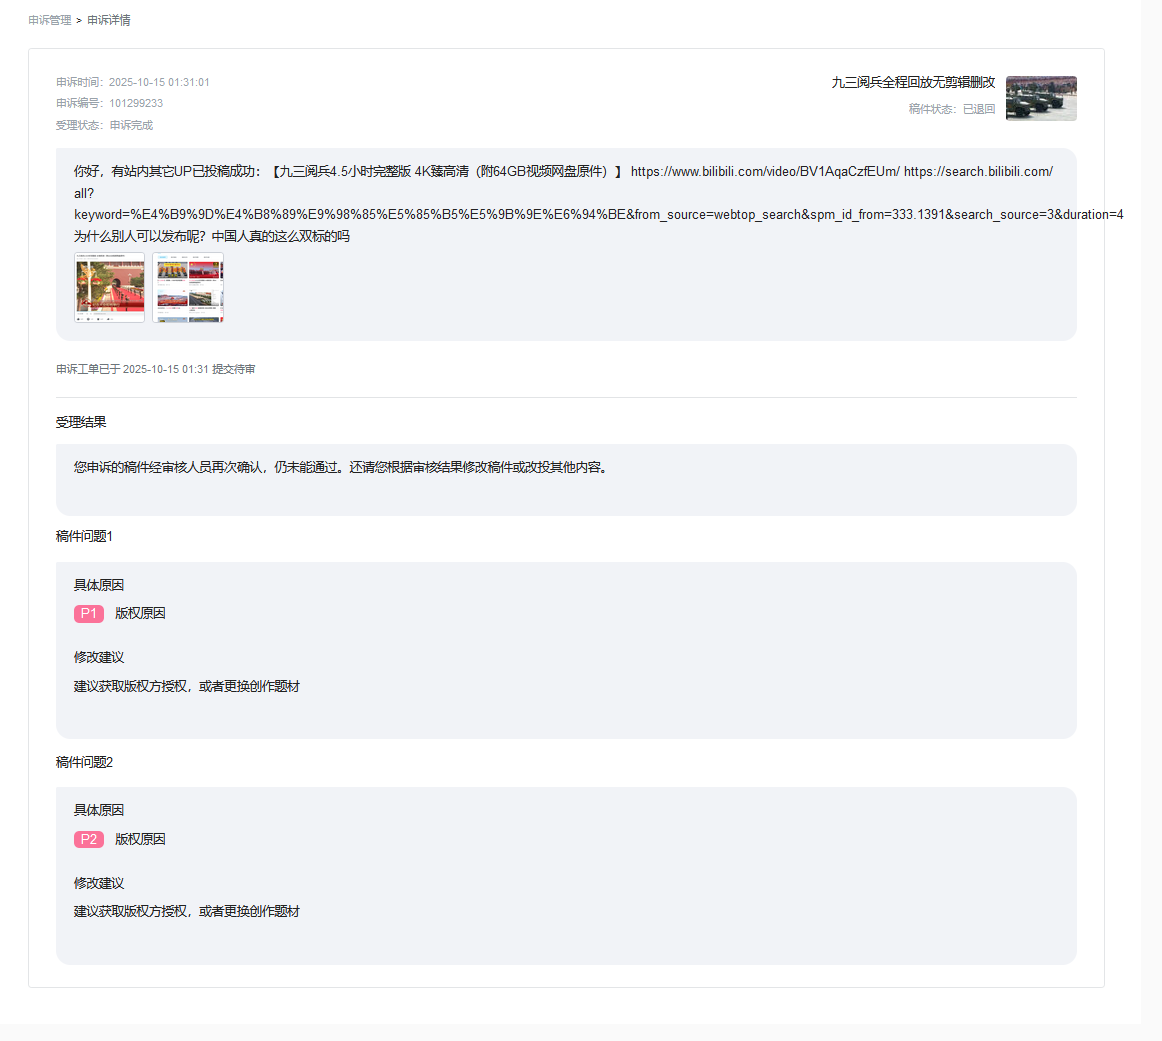 申诉管理 > 申诉详情
申诉时间：2025-10-15 01:31:01
申诉编号：101299233
受理状态：申诉完成
九三阅兵全程回放无剪辑删改
稿件状态：已退回
你好，有站内其它UP已投稿成功：【九三阅兵4.5小时完整版 4K臻高清（附64GB视频网盘原件）】 https://www.bilibili.com/video/BV1AqaCzfEUm/ https://search.bilibili.com/
all?
keyword=%E4%B9%9D%E4%B8%89%E9%98%85%E5%85%B5%E5%9B%9E%E6%94%BE&from_source=webtop_search&spm_id_from=333.1391&search_source=3&duration=4
为什么别人可以发布呢？中国人真的这么双标的吗
申诉工单已于 2025-10-15 01:31 提交待审
受理结果
您申诉的稿件经审核人员再次确认，仍未能通过。还请您根据审核结果修改稿件或改投其他内容。
稿件问题1
具体原因
P1 版权原因
修改建议
建议获取版权方授权，或者更换创作题材
稿件问题2
具体原因
P2 版权原因
修改建议
建议获取版权方授权，或者更换创作题材